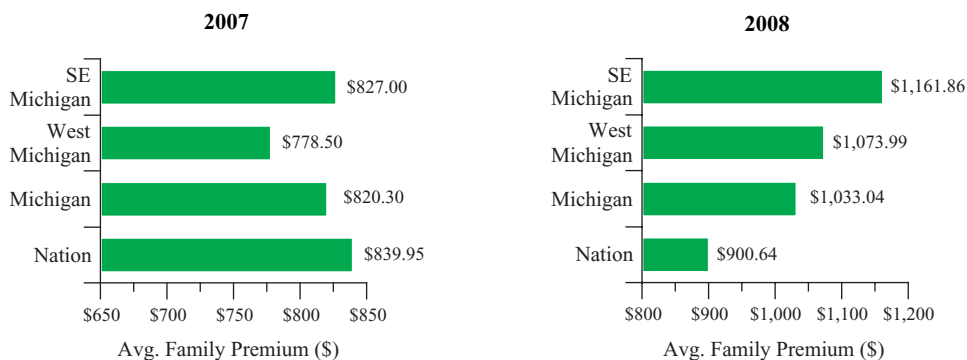 2007
SE
Michigan
$827.00
West
Michigan
$778.50
Michigan
$820.30
Nation
$839.95
$650
$700
$750
$800
$850
Avg. Family Premium ($)
2008
SE
Michigan
$1,161.86
West
Michigan
$1,073.99
Michigan
$1,033.04
Nation
$900.64
$800
$900
$1,000
$1,100
$1,200
Avg. Family Premium ($)